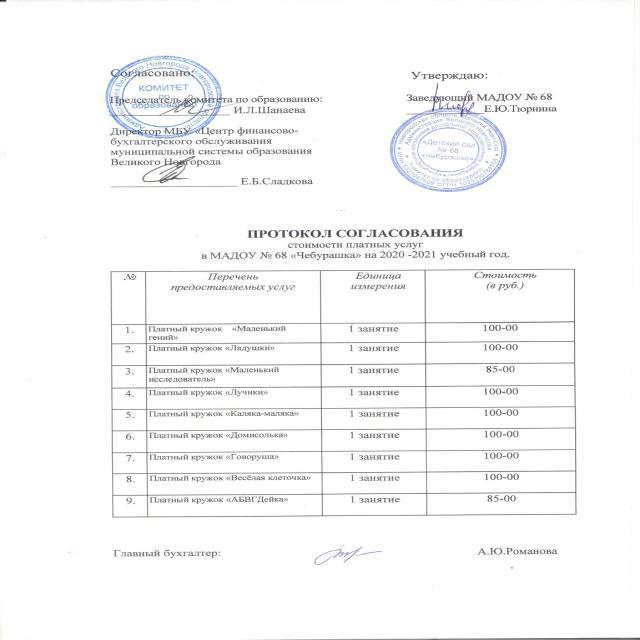 Согласовано:
Утверждаю:
КОМИТЕТ
по
образованию
Председатель комитета по образованию:
И.Л.Шанаева
Заведующий МАДОУ № 68
Е.Ю.Тюрнина
Директор МБУ «Центр финансово-
бухгалтерского обслуживания
муниципальной системы образования
Великого Новгорода
Е.Б.Сладкова
«Детский сад
№ 68
«Чебурашка»
ПРОТОКОЛ СОГЛАСОВАНИЯ
стоимости платных услуг
в МАДОУ № 68 «Чебурашка» на 2020 -2021 учебный год.
№ Перечень предоставляемых услуг Единица измерения Стоимость (в руб.)
1. Платный кружок «Маленький гений» 1 занятие 100-00
2. Платный кружок «Ладушки» 1 занятие 100-00
3. Платный кружок «Маленький исследователь» 1 занятие 85-00
4. Платный кружок «Лучики» 1 занятие 100-00
5. Платный кружок «Каляка-маляка» 1 занятие 100-00
6. Платный кружок «Домисолька» 1 занятие 100-00
7. Платный кружок «Говоруша» 1 занятие 100-00
8. Платный кружок «Весёлая клеточка» 1 занятие 100-00
9. Платный кружок «АБВГДейка» 1 занятие 85-00
Главный бухгалтер:
А.Ю.Романова